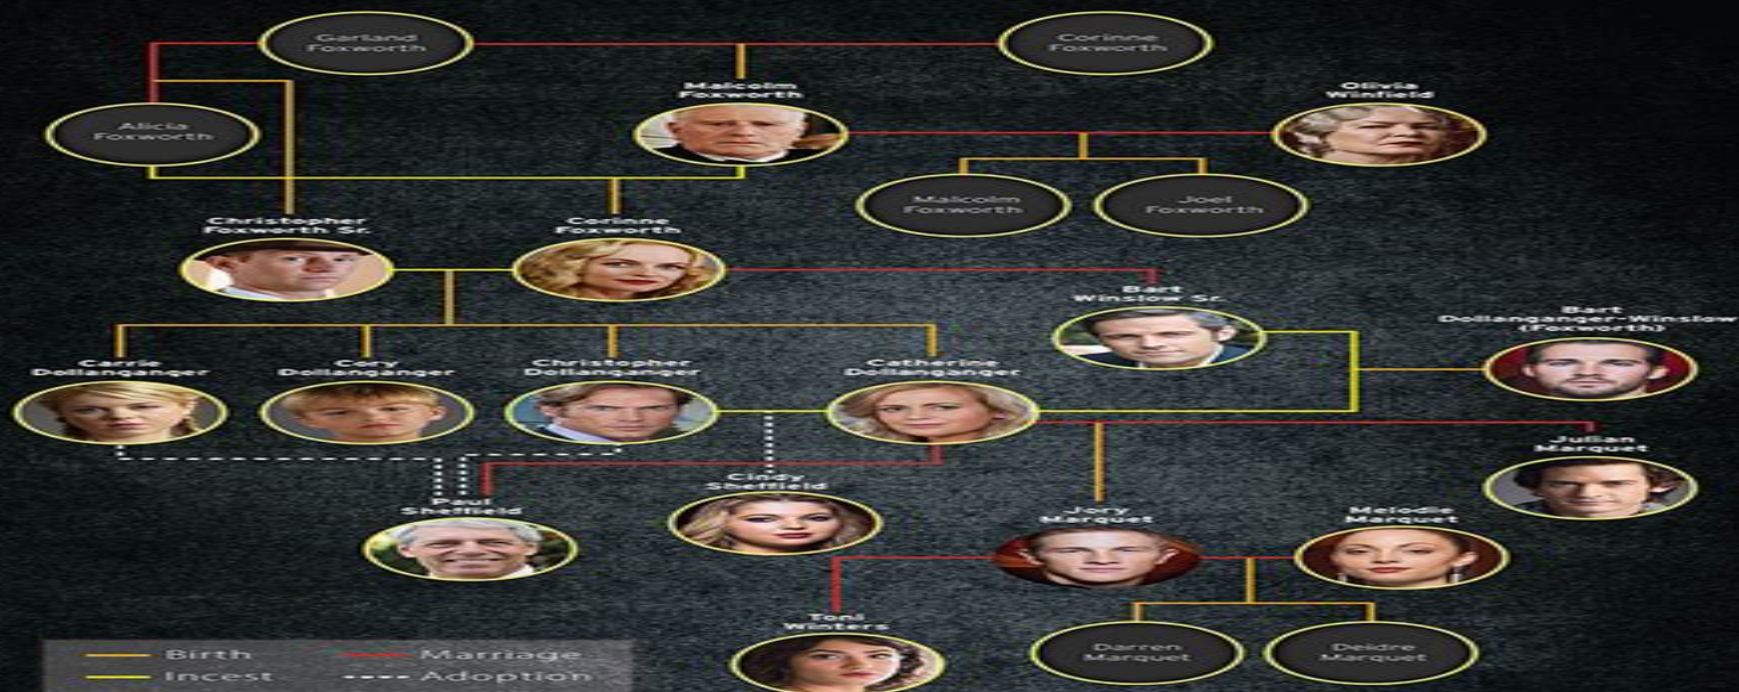 Garland
Foxworth
Corinne
Foxworth
Malcolm
Foxworth
Olivia
Winfield
Alicia
Foxworth
Malcolm
Foxworth
Joel
Foxworth
Christopher
Foxworth Sr.
Corinne
Foxworth
Bart
Winslow Sr.
Bart
Dollanganger-Winslow
(Foxworth)
Carrie
Dollanganger
Cory
Dollanganger
Christopher
Dollanganger
Catherine
Dollanganger
Julian
Marquet
Cindy
Sheffield
Paul
Sheffield
Jory
Marquet
Melodie
Marquet
Toni
Winters
Darren
Marquet
Deidre
Marquet
Birth
Marriage
Incest
Adoption